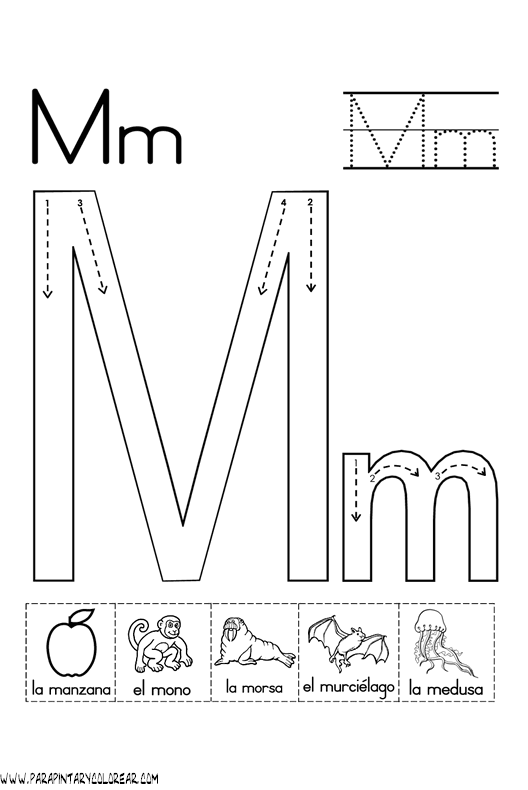 Mm Mm
1 3 4 2
M
1 2 3
m
la manzana el mono la morsa el murciélago la medusa
www.parapintarycolorear.com